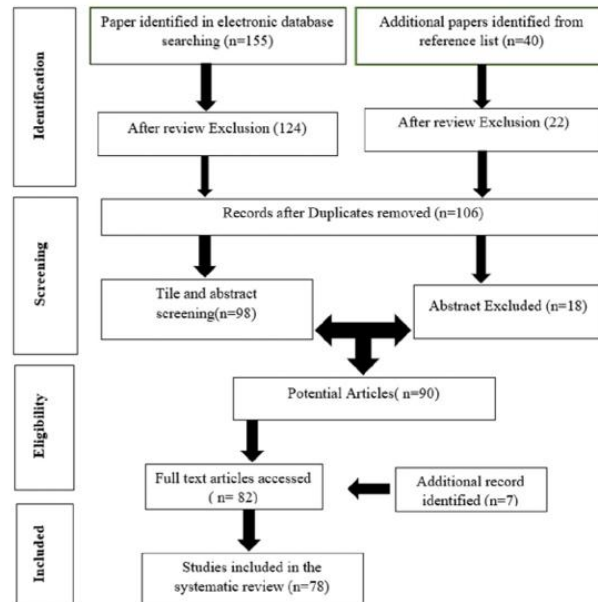 Identification
Paper identified in electronic database
searching (n=155)
Additional papers identified from
reference list (n=40)
After review Exclusion (124)
After review Exclusion (22)
Screening
Records after Duplicates removed (n=106)
Tile and abstract
screening(n=98)
Abstract Excluded (n=18)
Eligibility
Potential Articles( n=90)
Full text articles accessed
( n= 82)
Additional record
identified (n=7)
Included
Studies included in the
systematic review (n=78)